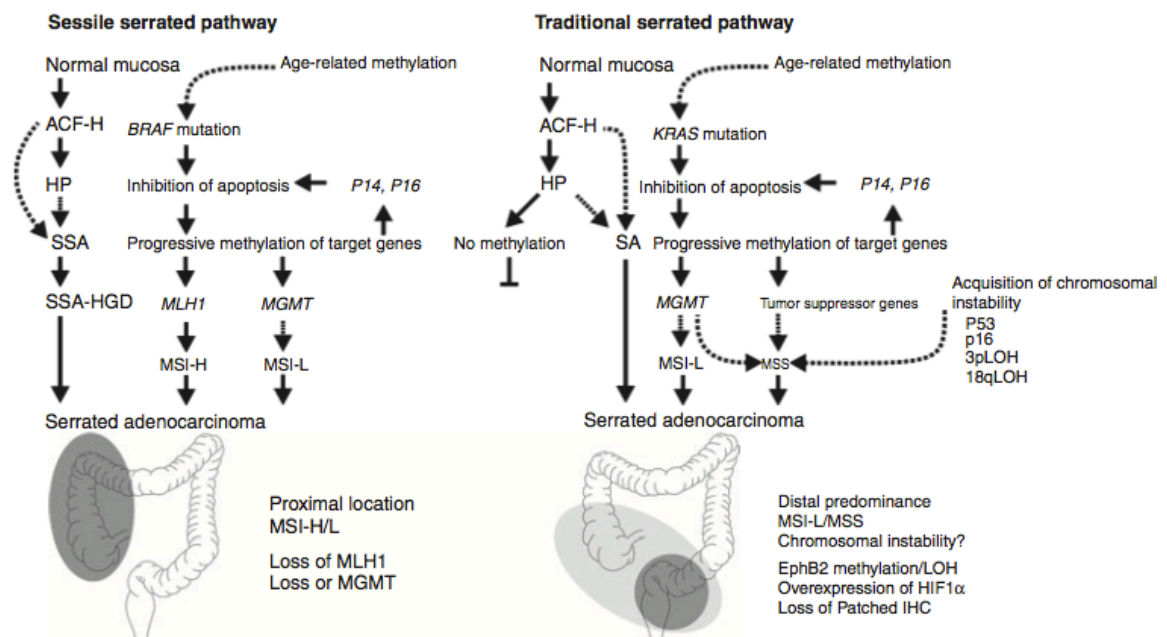 Sessile serrated pathway
Normal mucosa
Age-related methylation
ACF-H
BRAF mutation
HP
Inhibition of apoptosis
P14, P16
SSA
Progressive methylation of target genes
SSA-HGD
MLH1
MGMT
MSI-H
MSI-L
Serrated adenocarcinoma
Proximal location
MSI-H/L
Loss of MLH1
Loss or MGMT
Traditional serrated pathway
Normal mucosa
Age-related methylation
ACF-H
KRAS mutation
HP
Inhibition of apoptosis
P14, P16
No methylation
SA
Progressive methylation of target genes
MGMT
Tumor suppressor genes
Acquisition of chromosomal
instability
P53
p16
3pLOH
18qLOH
MSI-L
MSS
Serrated adenocarcinoma
Distal predominance
MSI-L/MSS
Chromosomal instability?
EphB2 methylation/LOH
Overexpression of HIF1α
Loss of Patched IHC